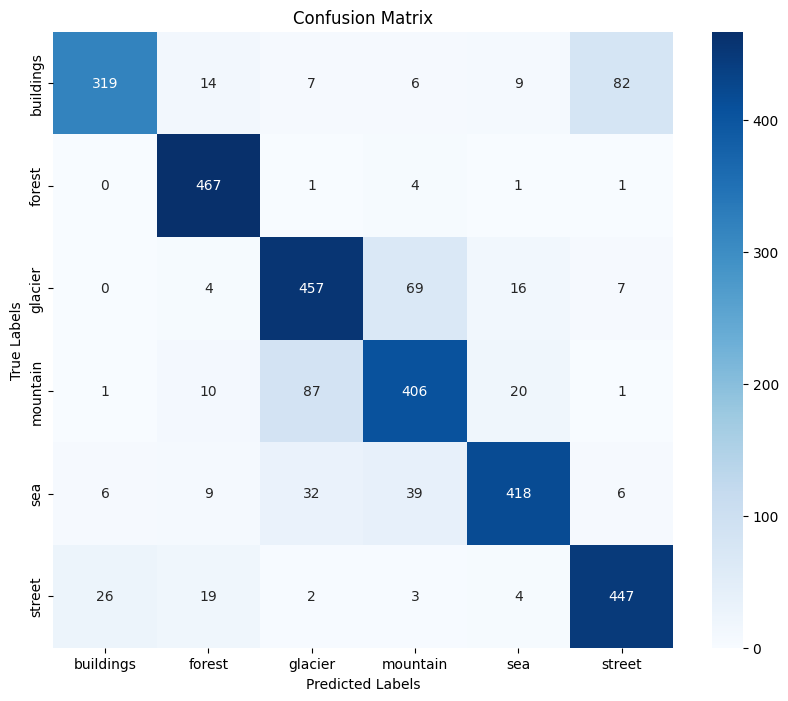 Confusion Matrix
True Labels
buildings 319 14 7 6 9 82
forest 0 467 1 4 1 1
glacier 0 4 457 69 16 7
mountain 1 10 87 406 20 1
sea 6 9 32 39 418 6
street 26 19 2 3 4 447
buildings forest glacier mountain sea street
Predicted Labels
400
300
200
100
0